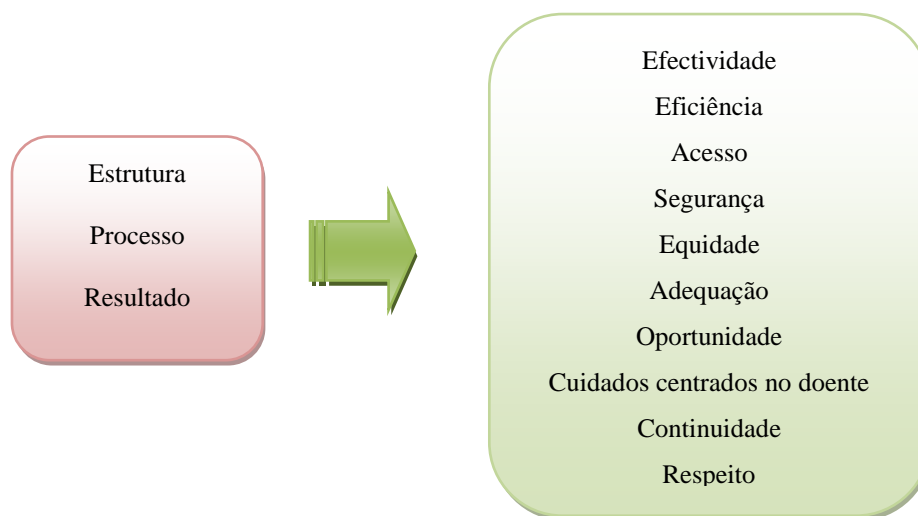 Estrutura
Processo
Resultado
Efectividade
Eficiência
Acesso
Segurança
Equidade
Adequação
Oportunidade
Cuidados centrados no doente
Continuidade
Respeito